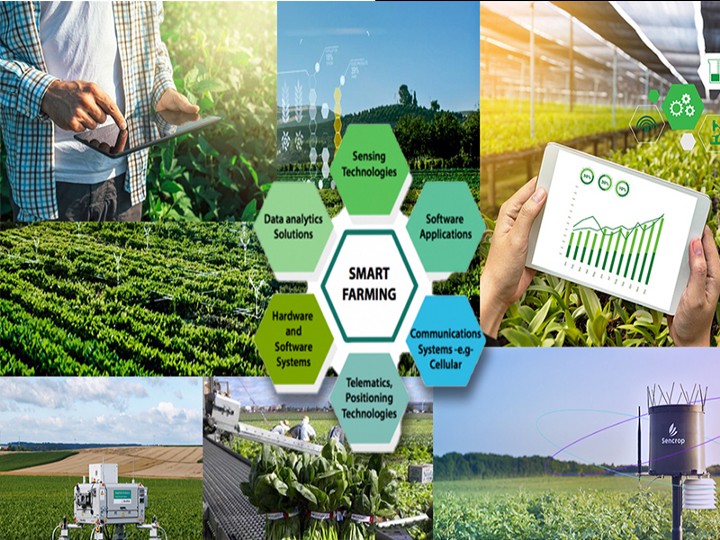 Sensing
Technologies
Data analytics
Solutions
Software
Applications
SMART
FARMING
Hardware
and
Software
Systems
Communications
Systems -e.g-
Cellular
Telematics,
Positioning
Technologies
Sencrop